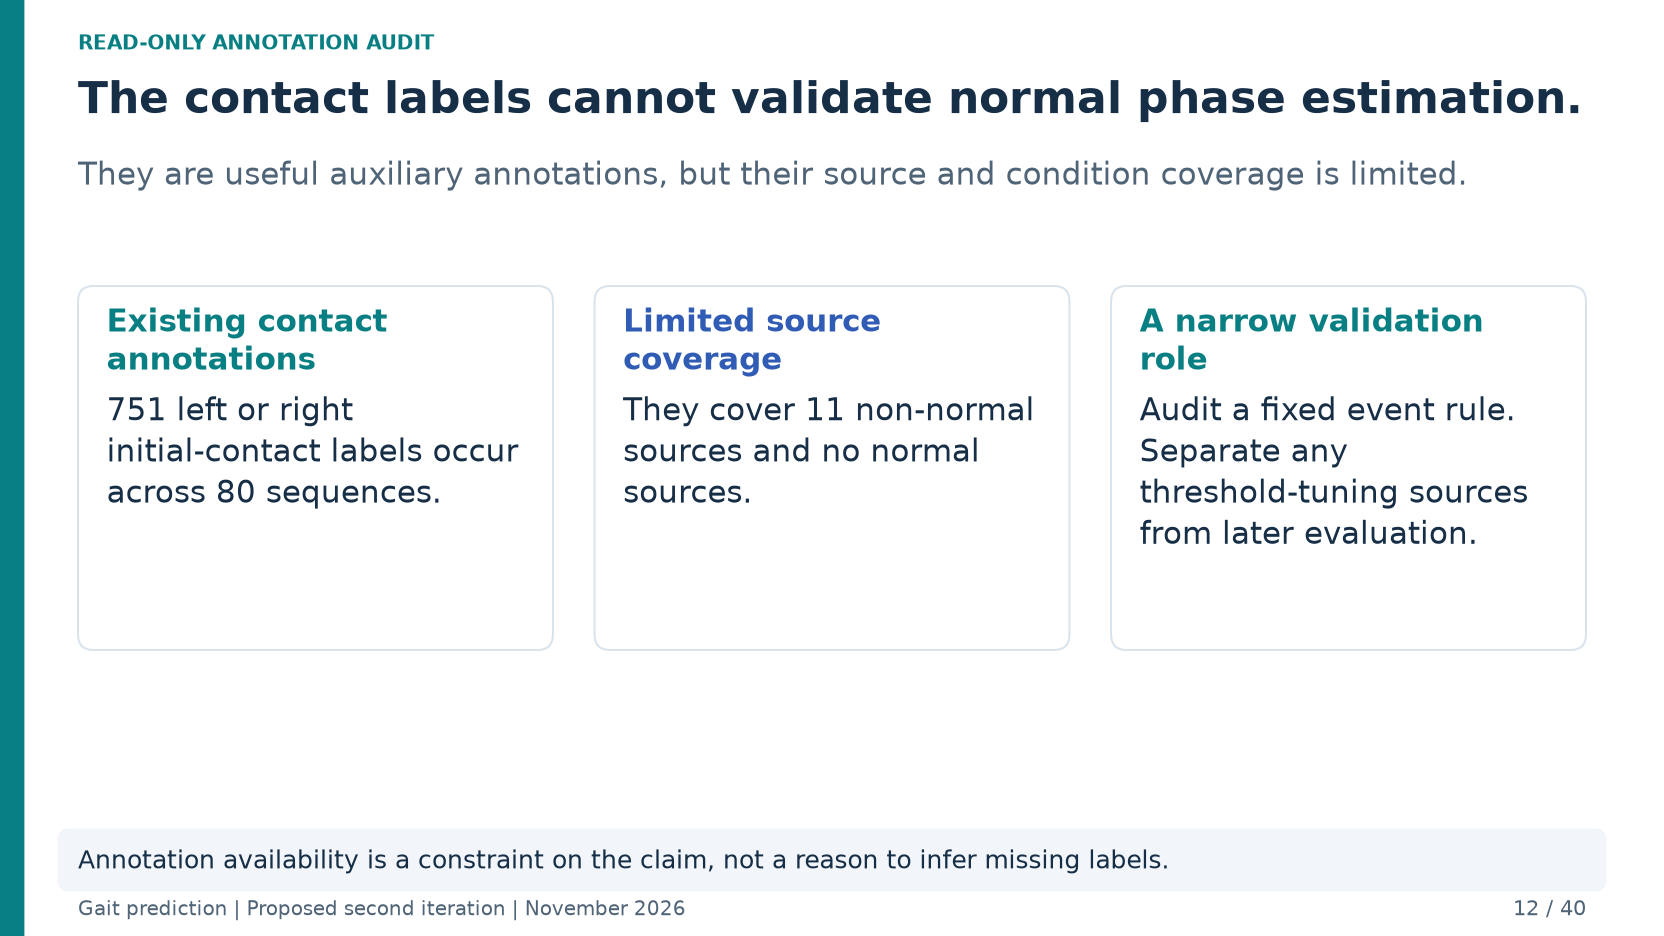 READ-ONLY ANNOTATION AUDIT
The contact labels cannot validate normal phase estimation.
They are useful auxiliary annotations, but their source and condition coverage is limited.
Existing contact
annotations
751 left or right
initial-contact labels occur
across 80 sequences.
Limited source
coverage
They cover 11 non-normal
sources and no normal
sources.
A narrow validation
role
Audit a fixed event rule.
Separate any
threshold-tuning sources
from later evaluation.
Annotation availability is a constraint on the claim, not a reason to infer missing labels.
Gait prediction | Proposed second iteration | November 2026
12 / 40